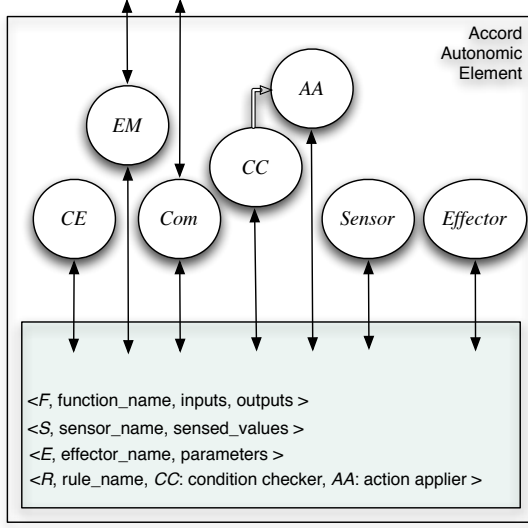 Accord
Autonomic
Element
AA
EM
CC
CE
Com
Sensor
Effector
<F, function_name, inputs, outputs >
<S, sensor_name, sensed_values >
<E, effector_name, parameters >
<R, rule_name, CC: condition checker, AA: action applier >